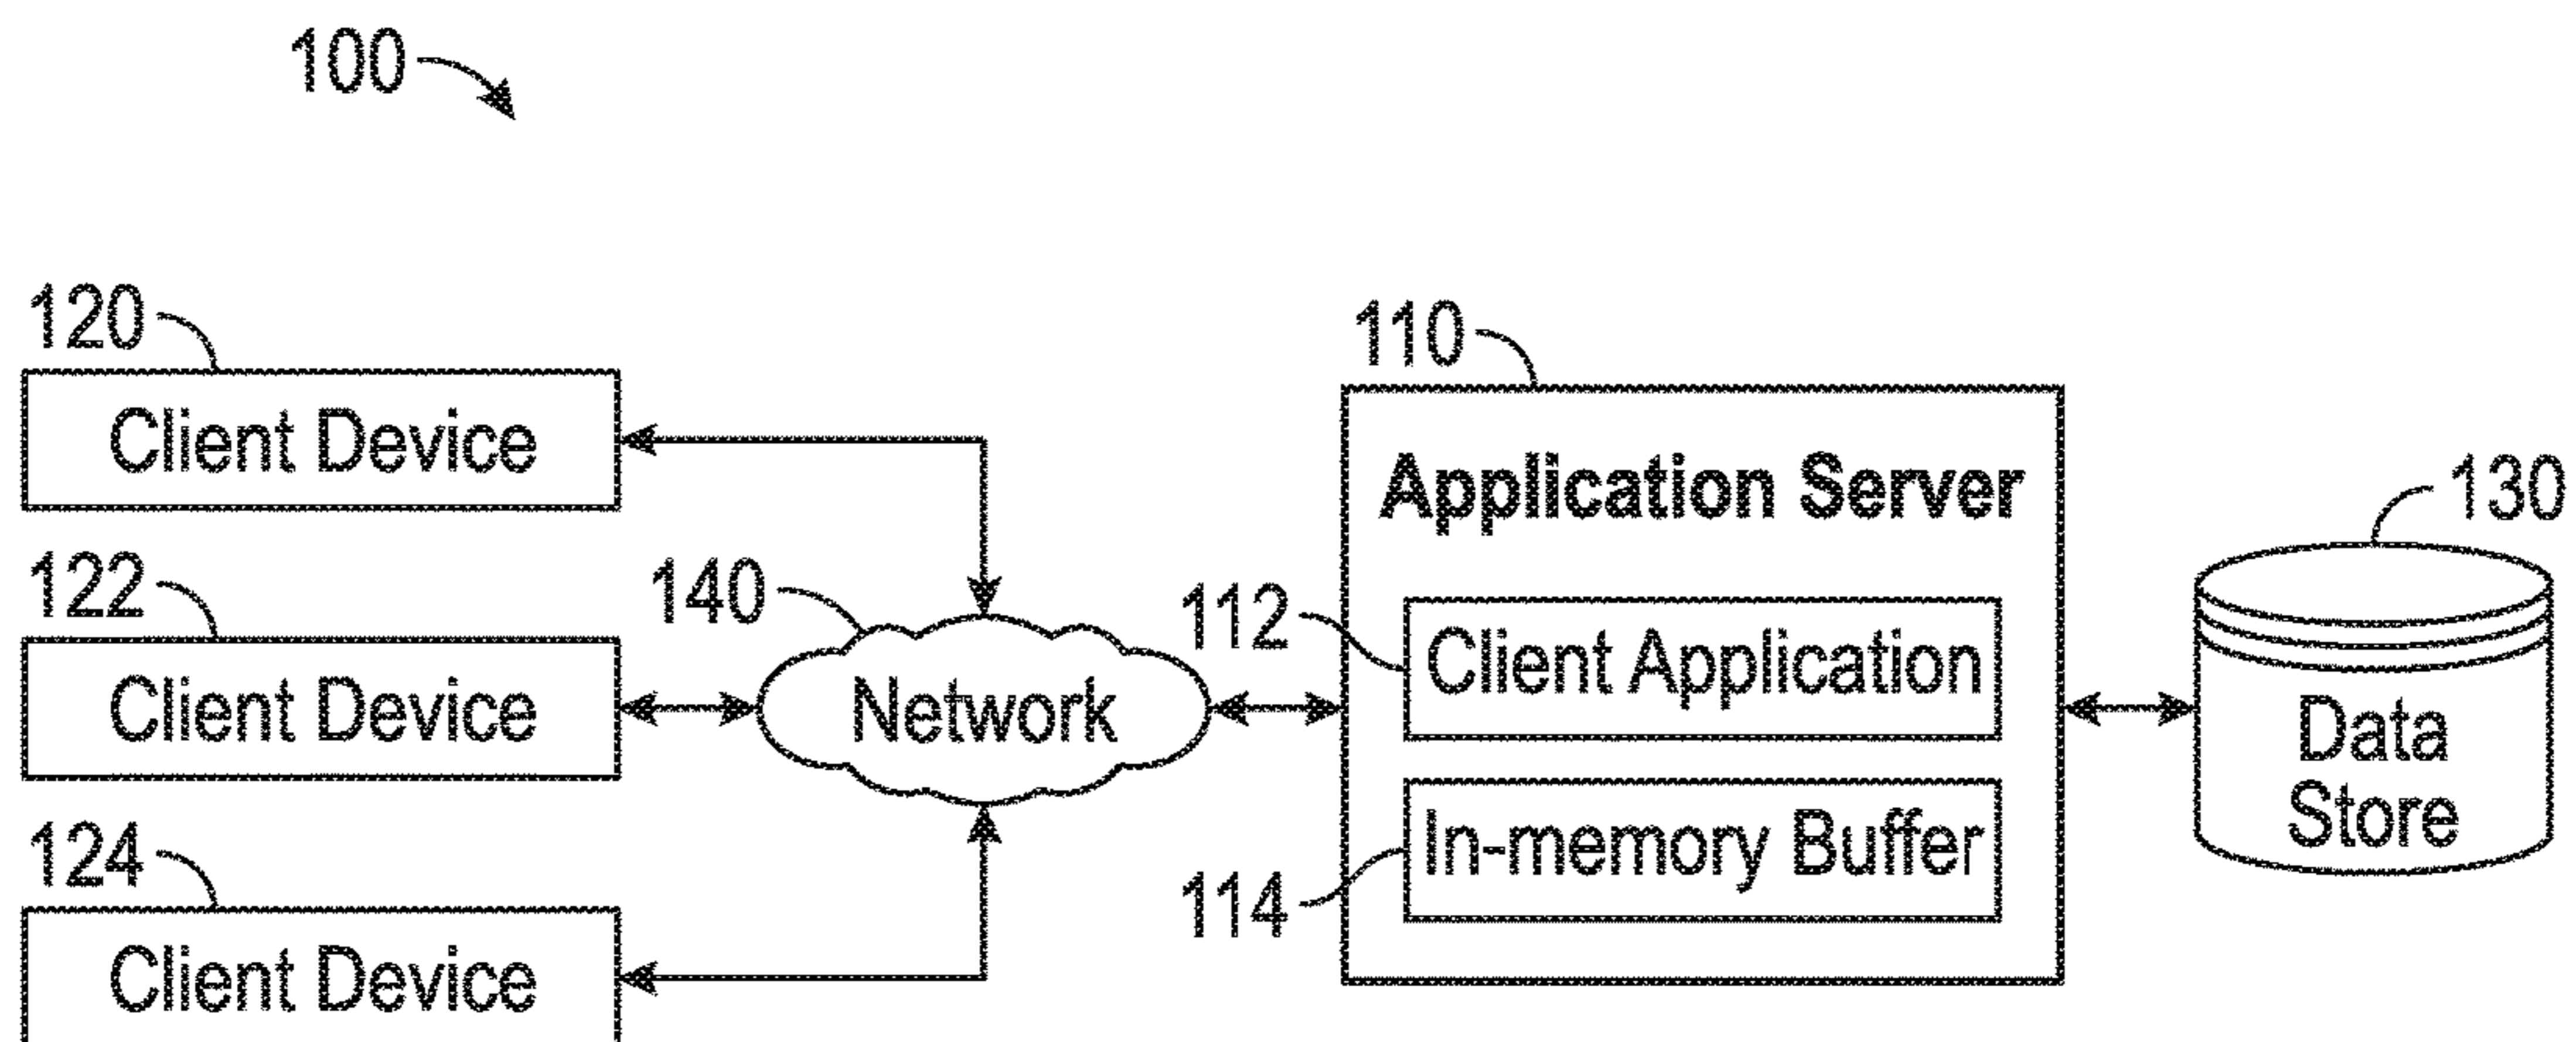 100
120
Client Device
122
Client Device
124
Client Device
140
Network
110
Application Server
112
Client Application
114
In-memory Buffer
130
Data
Store